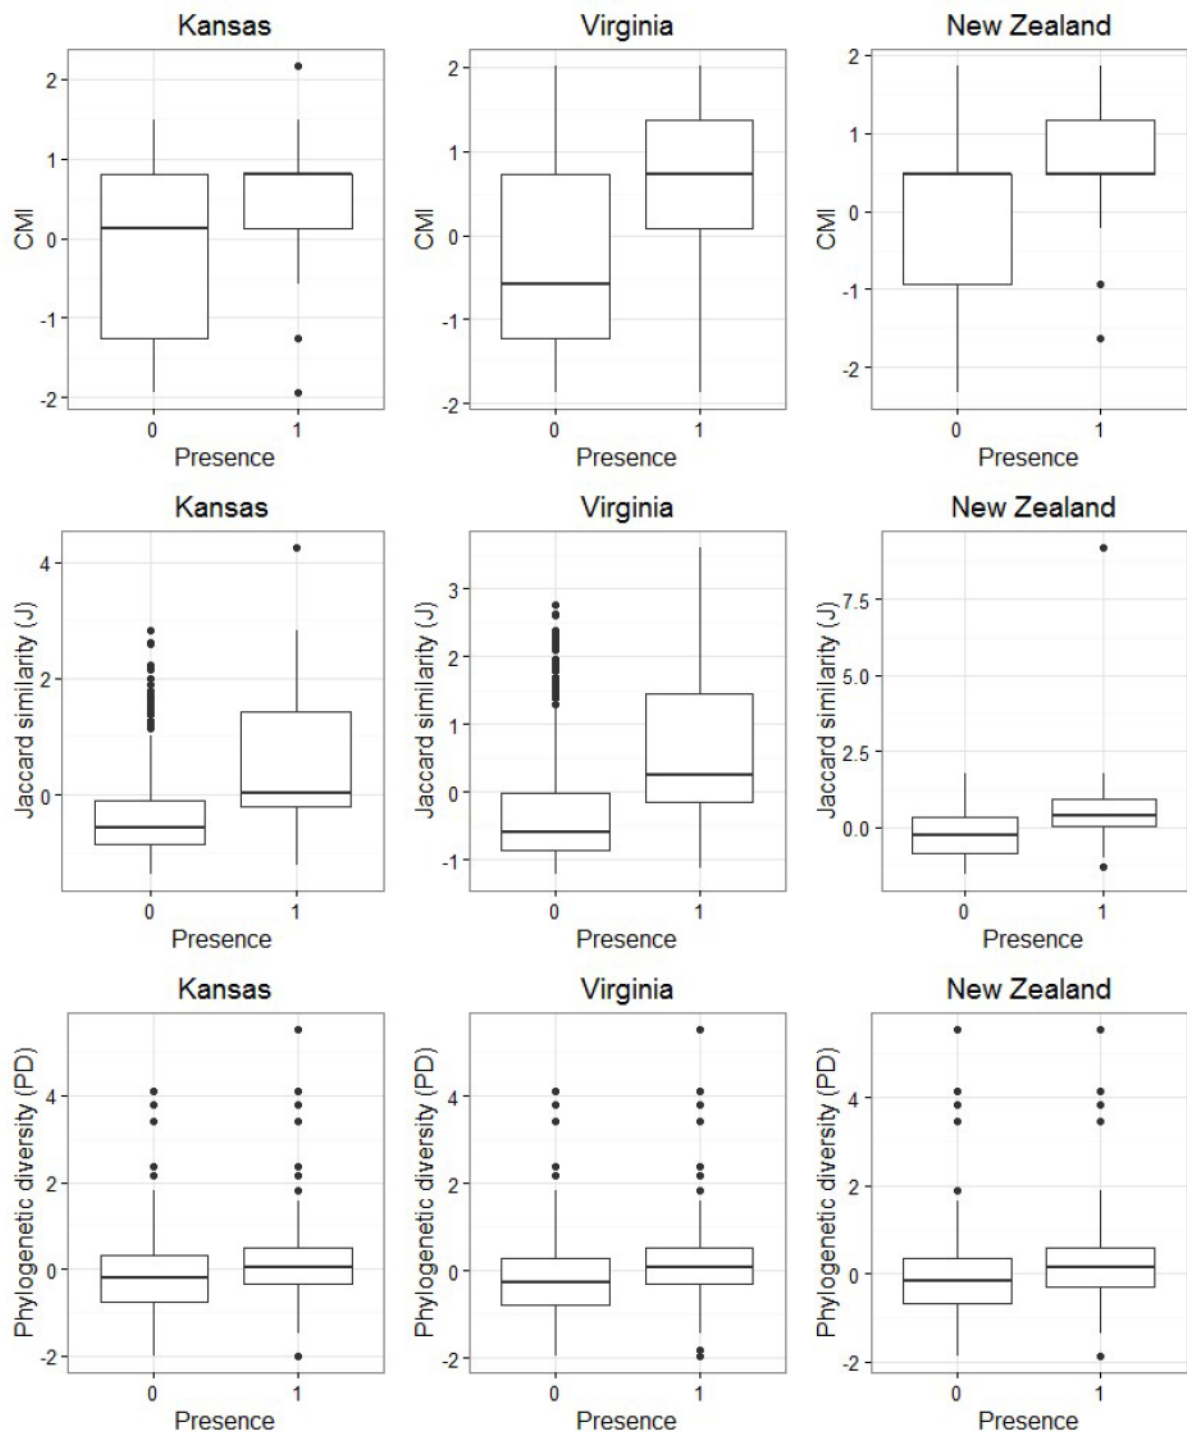 Kansas Virginia New Zealand
CMI 2 1 0 -1 -2 CMI 2 1 0 -1 -2 CMI 2 1 0 -1 -2
0 1 0 1 0 1
Presence Presence Presence
Kansas Virginia New Zealand
Jaccard similarity (J) 4 2 0 Jaccard similarity (J) 3 2 1 0 -1 Jaccard similarity (J) 7.5 5.0 2.5 0.0
0 1 0 1 0 1
Presence Presence Presence
Kansas Virginia New Zealand
Phylogenetic diversity (PD) 4 2 0 -2 Phylogenetic diversity (PD) 4 2 0 -2 Phylogenetic diversity (PD) 4 2 0 -2
0 1 0 1 0 1
Presence Presence Presence